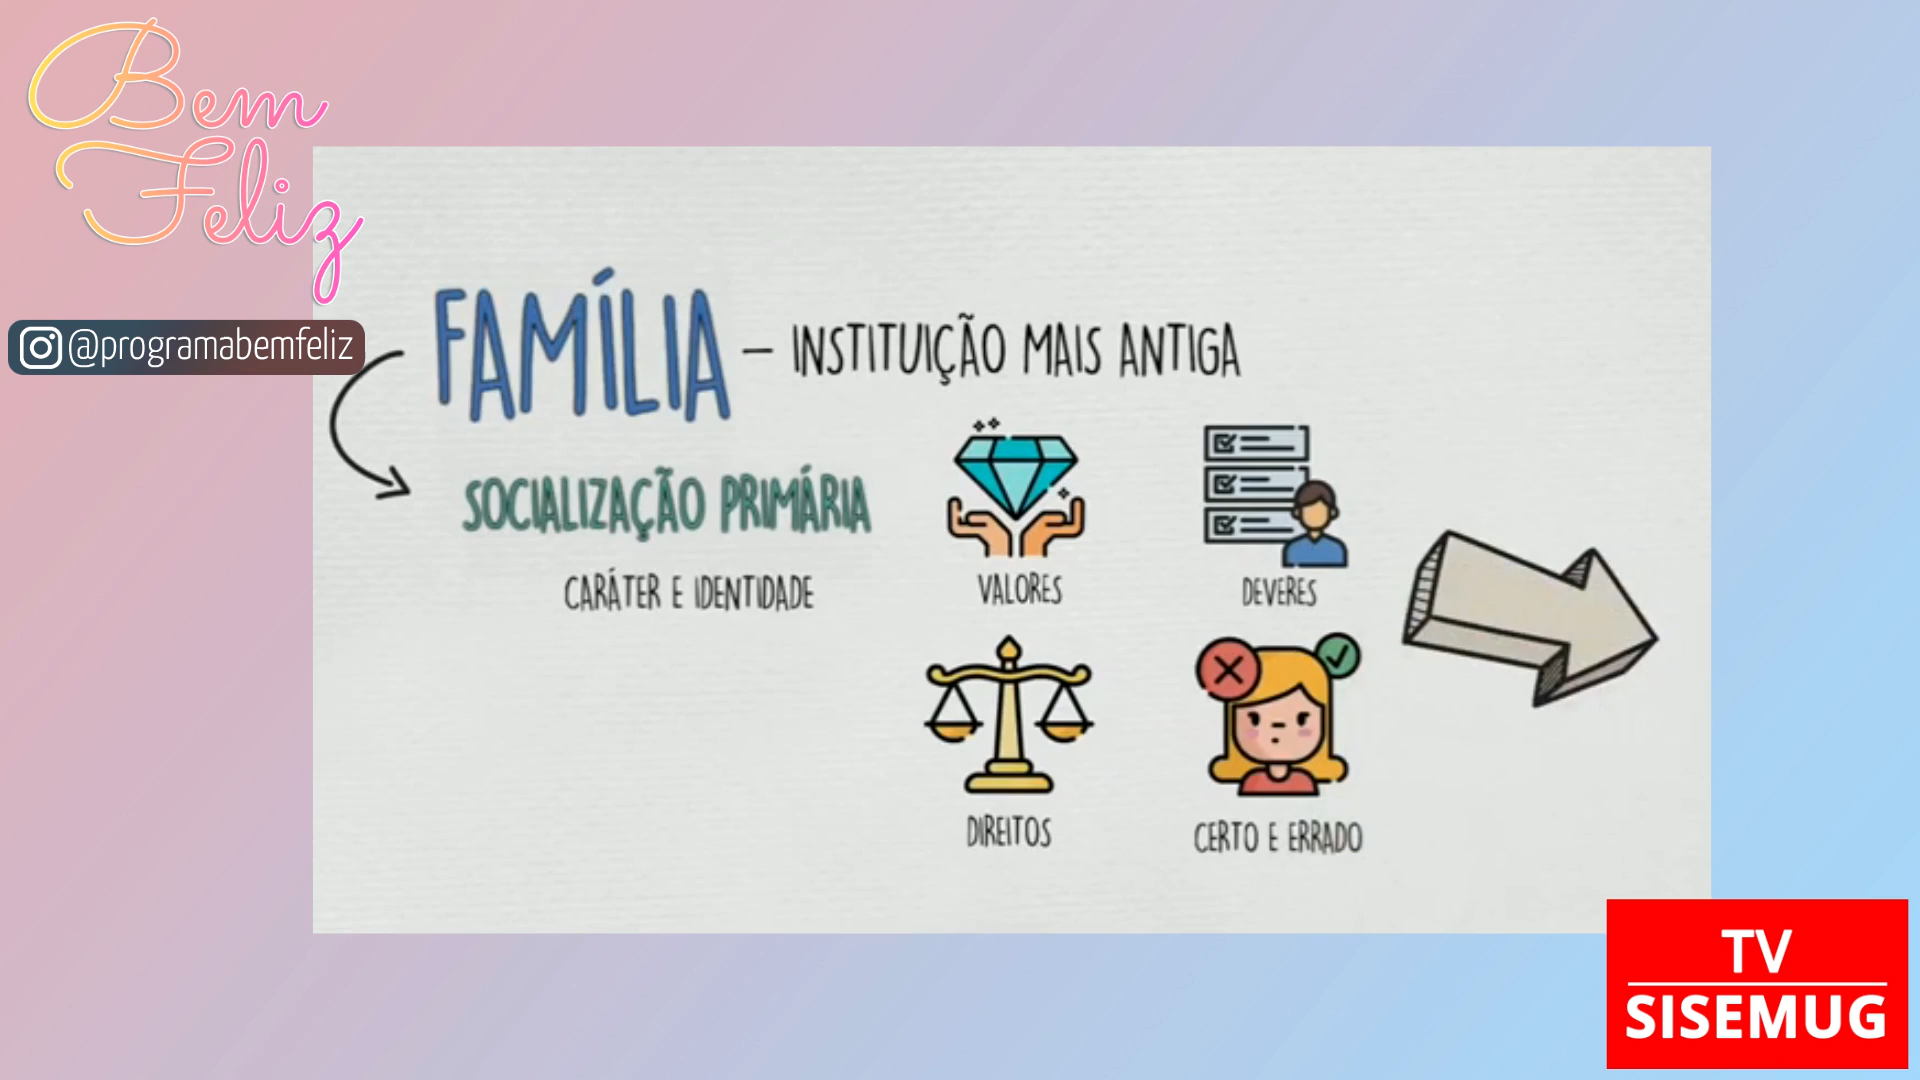 Bem
Feliz
@programabemfeliz
FAMÍLIA – INSTITUIÇÃO MAIS ANTIGA
SOCIALIZAÇÃO PRIMÁRIA
CARÁTER E IDENTIDADE
VALORES
DEVERES
DIREITOS
CERTO E ERRADO
TV
SISEMUG